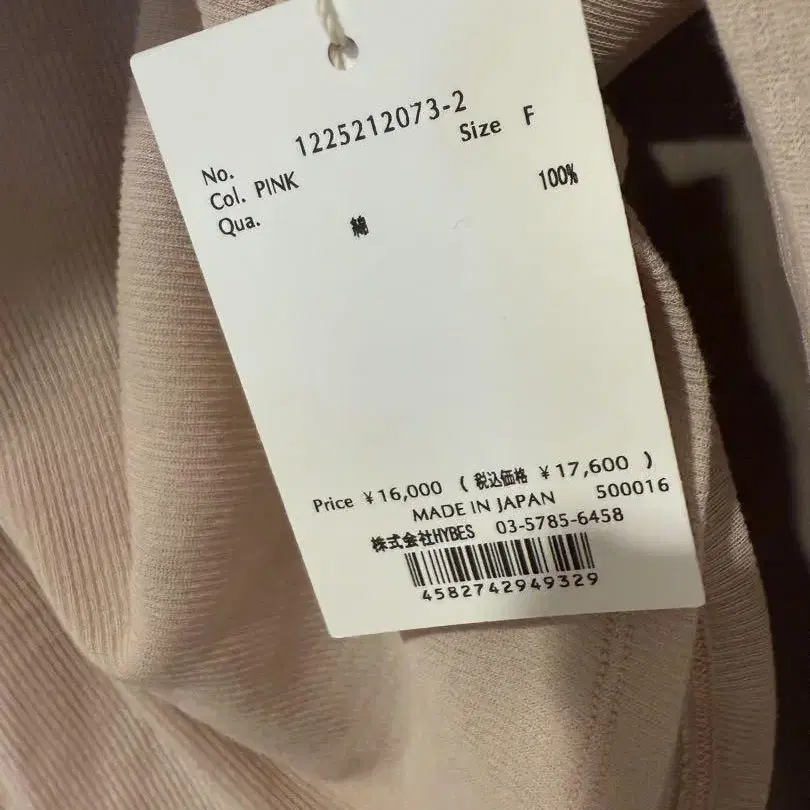 No. 1225212073-2
Col. PINK Size F
Qua. 綿 100%
Price ¥16,000 ( 税込価格 ¥17,600 )
MADE IN JAPAN 500016
株式会社HYBES 03-5785-6458
4582742949329